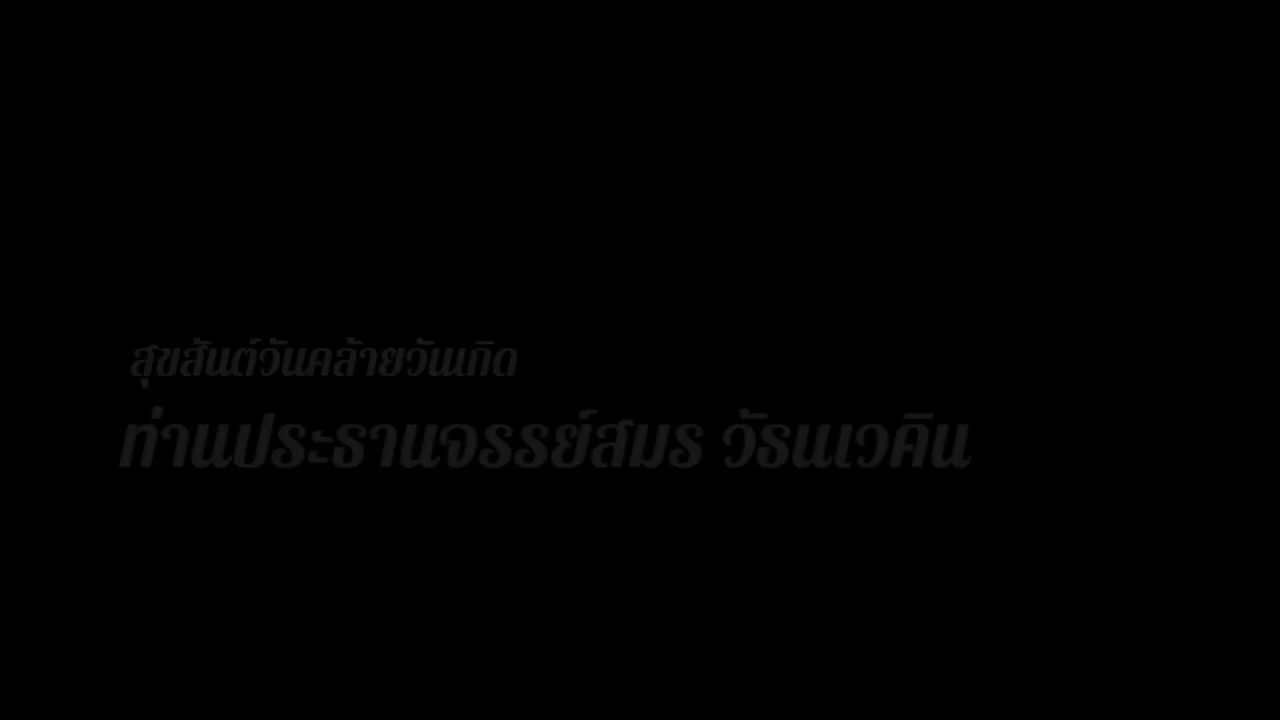 สุขสันต์วันคล้ายวันเกิด
ท่านประธานจรรย์สมร วัธนเวคิน